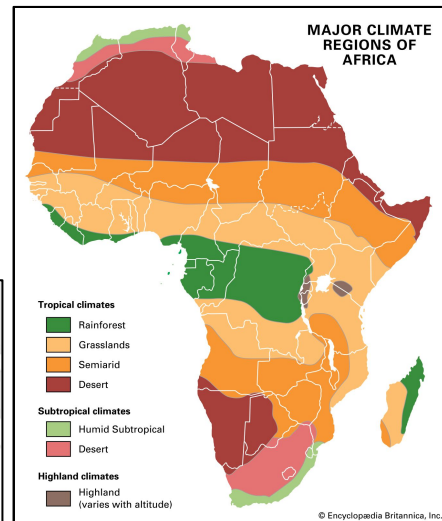 MAJOR CLIMATE
REGIONS OF
AFRICA
Tropical climates
Rainforest
Grasslands
Semiarid
Desert
Subtropical climates
Humid Subtropical
Desert
Highland climates
Highland
(varies with altitude)
© Encyclopædia Britannica, Inc.